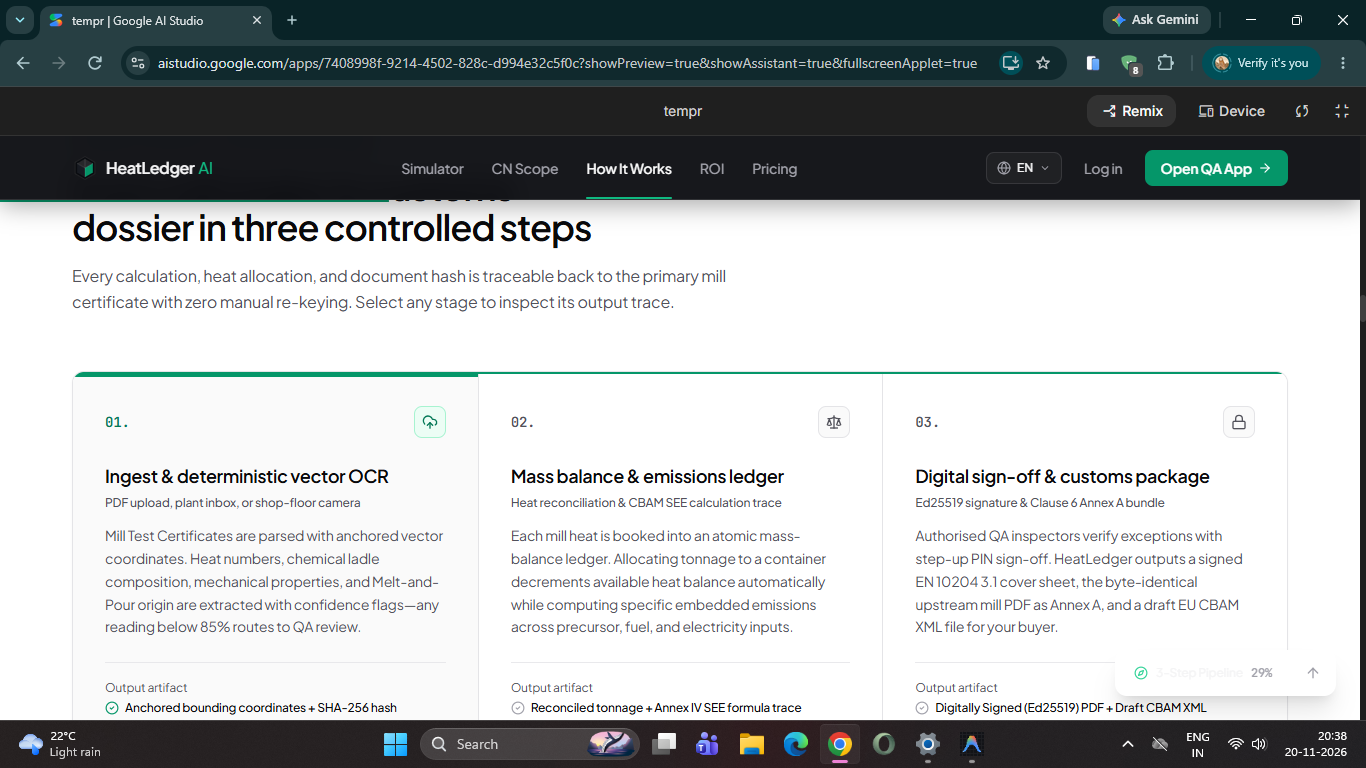 tempr | Google AI Studio
Ask Gemini
aistudio.google.com/apps/7408998f-9214-4502-828c-d994e32c5f0c?showPreview=true&showAssistant=true&fullscreenApplet=true
8
Verify it's you
tempr
Remix
Device
HeatLedger AI
Simulator
CN Scope
How It Works
ROI
Pricing
EN
Log in
Open QA App
dossier in three controlled steps
Every calculation, heat allocation, and document hash is traceable back to the primary mill
certificate with zero manual re-keying. Select any stage to inspect its output trace.
01.
Ingest & deterministic vector OCR
PDF upload, plant inbox, or shop-floor camera
Mill Test Certificates are parsed with anchored vector
coordinates. Heat numbers, chemical ladle
composition, mechanical properties, and Melt-and-
Pour origin are extracted with confidence flags—any
reading below 85% routes to QA review.
Output artifact
Anchored bounding coordinates + SHA-256 hash
02.
Mass balance & emissions ledger
Heat reconciliation & CBAM SEE calculation trace
Each mill heat is booked into an atomic mass-
balance ledger. Allocating tonnage to a container
decrements available heat balance automatically
while computing specific embedded emissions
across precursor, fuel, and electricity inputs.
Output artifact
Reconciled tonnage + Annex IV SEE formula trace
03.
Digital sign-off & customs package
Ed25519 signature & Clause 6 Annex A bundle
Authorised QA inspectors verify exceptions with
step-up PIN sign-off. HeatLedger outputs a signed
EN 10204 3.1 cover sheet, the byte-identical
upstream mill PDF as Annex A, and a draft EU CBAM
XML file for your buyer.
Output artifact
Digitally Signed (Ed25519) PDF + Draft CBAM XML
3-Step Pipeline 29%
22°C
Light rain
Search
ENG
IN
20:38
20-11-2026